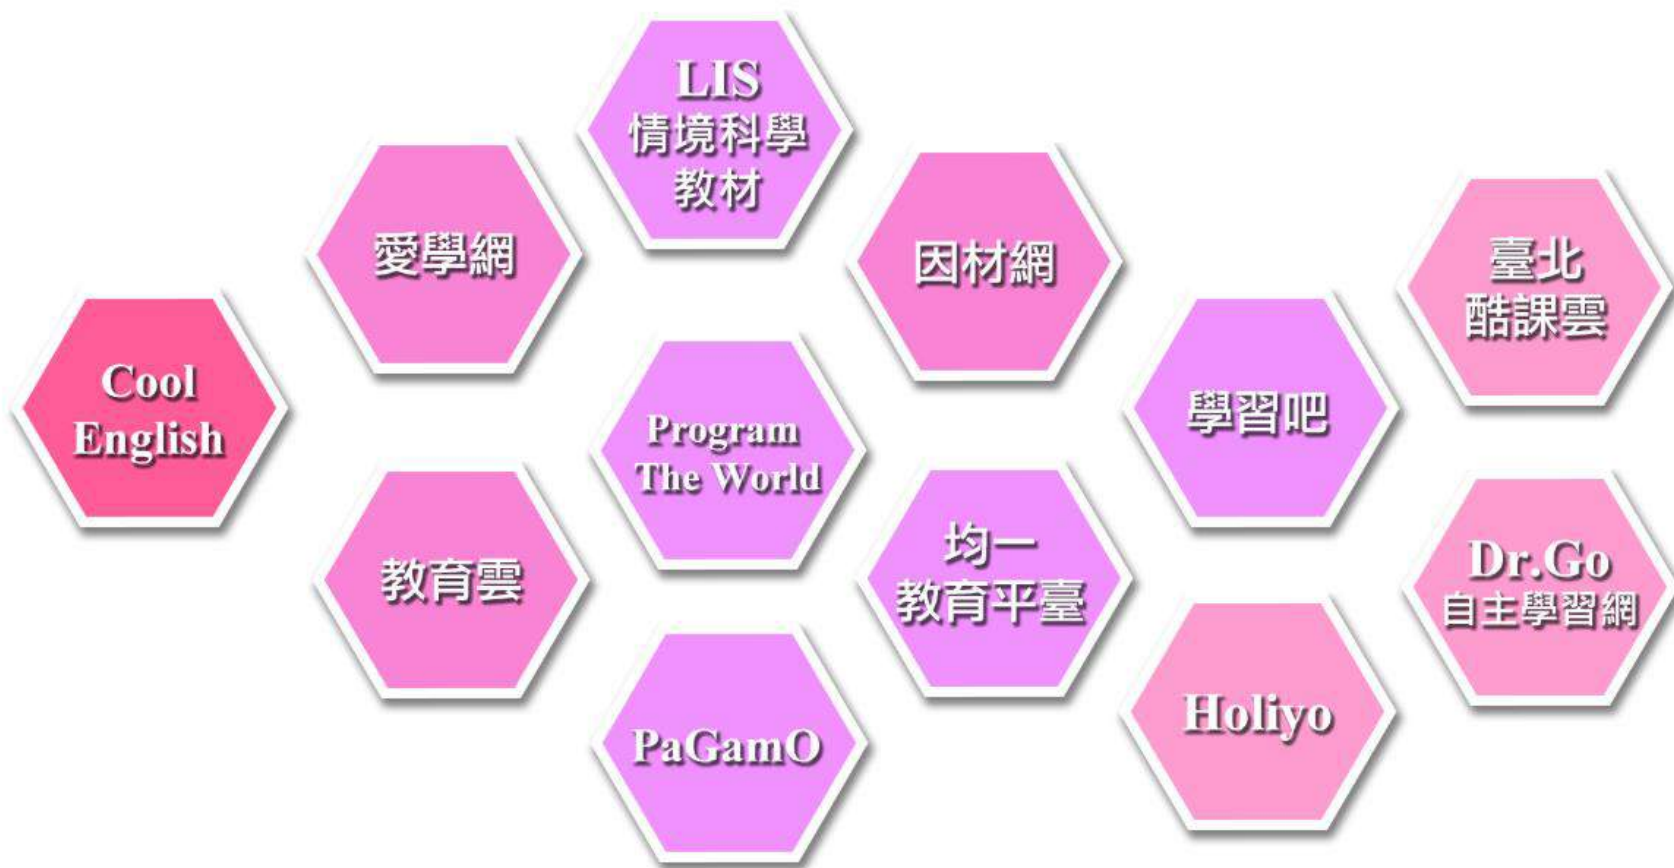 LIS
情境科學
教材
愛學網
因材網
臺北
酷課雲
Cool
English
Program
The World
學習吧
教育雲
均一
教育平臺
Dr.Go
自主學習網
PaGamO
Holiyo